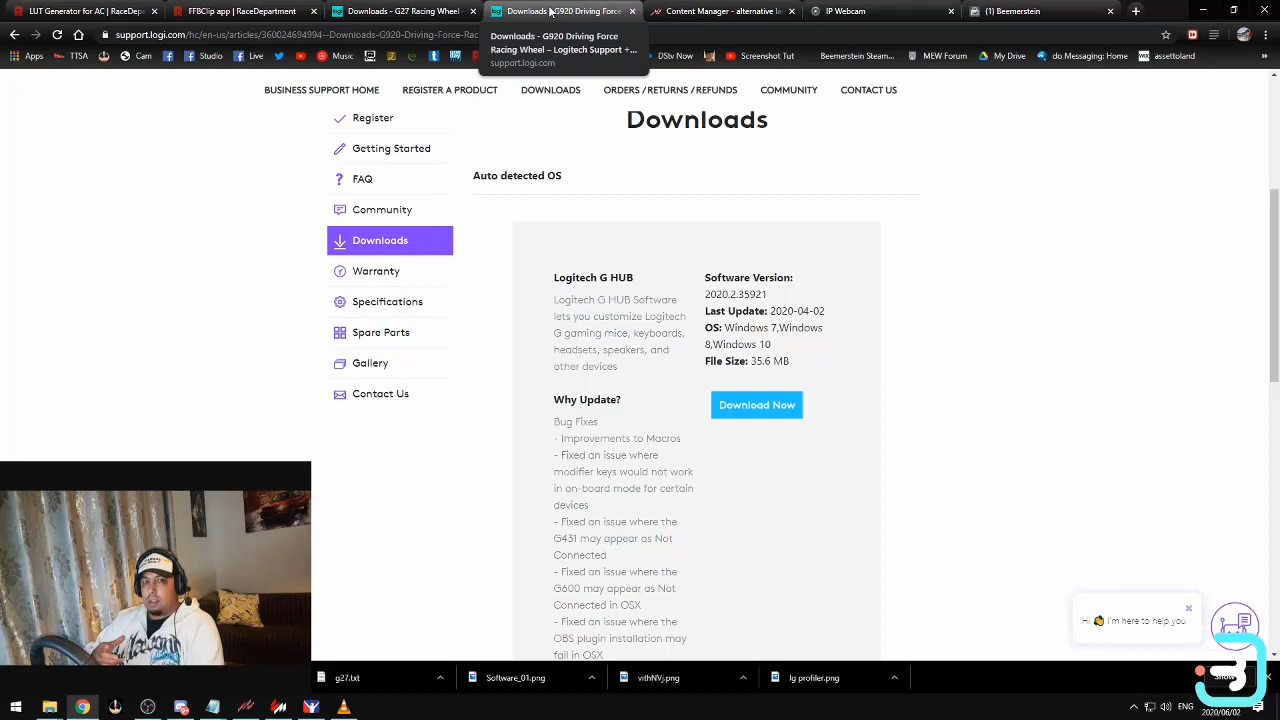 LUT Generator for AC | RaceDepa
FFBClip app | RaceDepartment
Downloads - G27 Racing Wheel
Downloads - G920 Driving Force
Content Manager - alternative
IP Webcam
Bannerizm
support.logi.com/hc/en-us/articles/360024694994--Downloads-G920-Driving-Force-Rac
Downloads - G920 Driving Force
Racing Wheel – Logitech Support +...
support.logi.com
Apps
TTSA
Cam
Studio
Music
DStv Now
Screenshot Tut
Beerenstein Steam...
MEW Forum
My Drive
do Messaging: Home
assettoland
BUSINESS SUPPORT HOME
REGISTER A PRODUCT
DOWNLOADS
ORDERS / RETURNS / REFUNDS
COMMUNITY
CONTACT US
Register
Getting Started
FAQ
Community
Downloads
Warranty
Specifications
Spare Parts
Gallery
Contact Us
Downloads
Auto detected OS
Logitech G HUB
Logitech G HUB Software
lets you customize Logitech
G gaming mice, keyboards,
headsets, speakers, and
other devices
Why Update?
Bug Fixes
- Improvements to Macros
- Fixed an issue where
modifier keys would not work
in on-board mode for certain
devices
- Fixed an issue where the
G431 may appear as Not
Connected
- Fixed an issue where the
G600 may appear as Not
Connected in OSX
- Fixed an issue where the
OBS plugin installation may
fail in OSX
Software Version:
2020.2.35921
Last Update: 2020-04-02
OS: Windows 7,Windows
8,Windows 10
File Size: 35.6 MB
Download Now
Hi 👋 I'm here to help you
g27.txt
Software_01.png
vithNVj.png
lg profiler.png
ENG
07:01 PM
2020/06/02